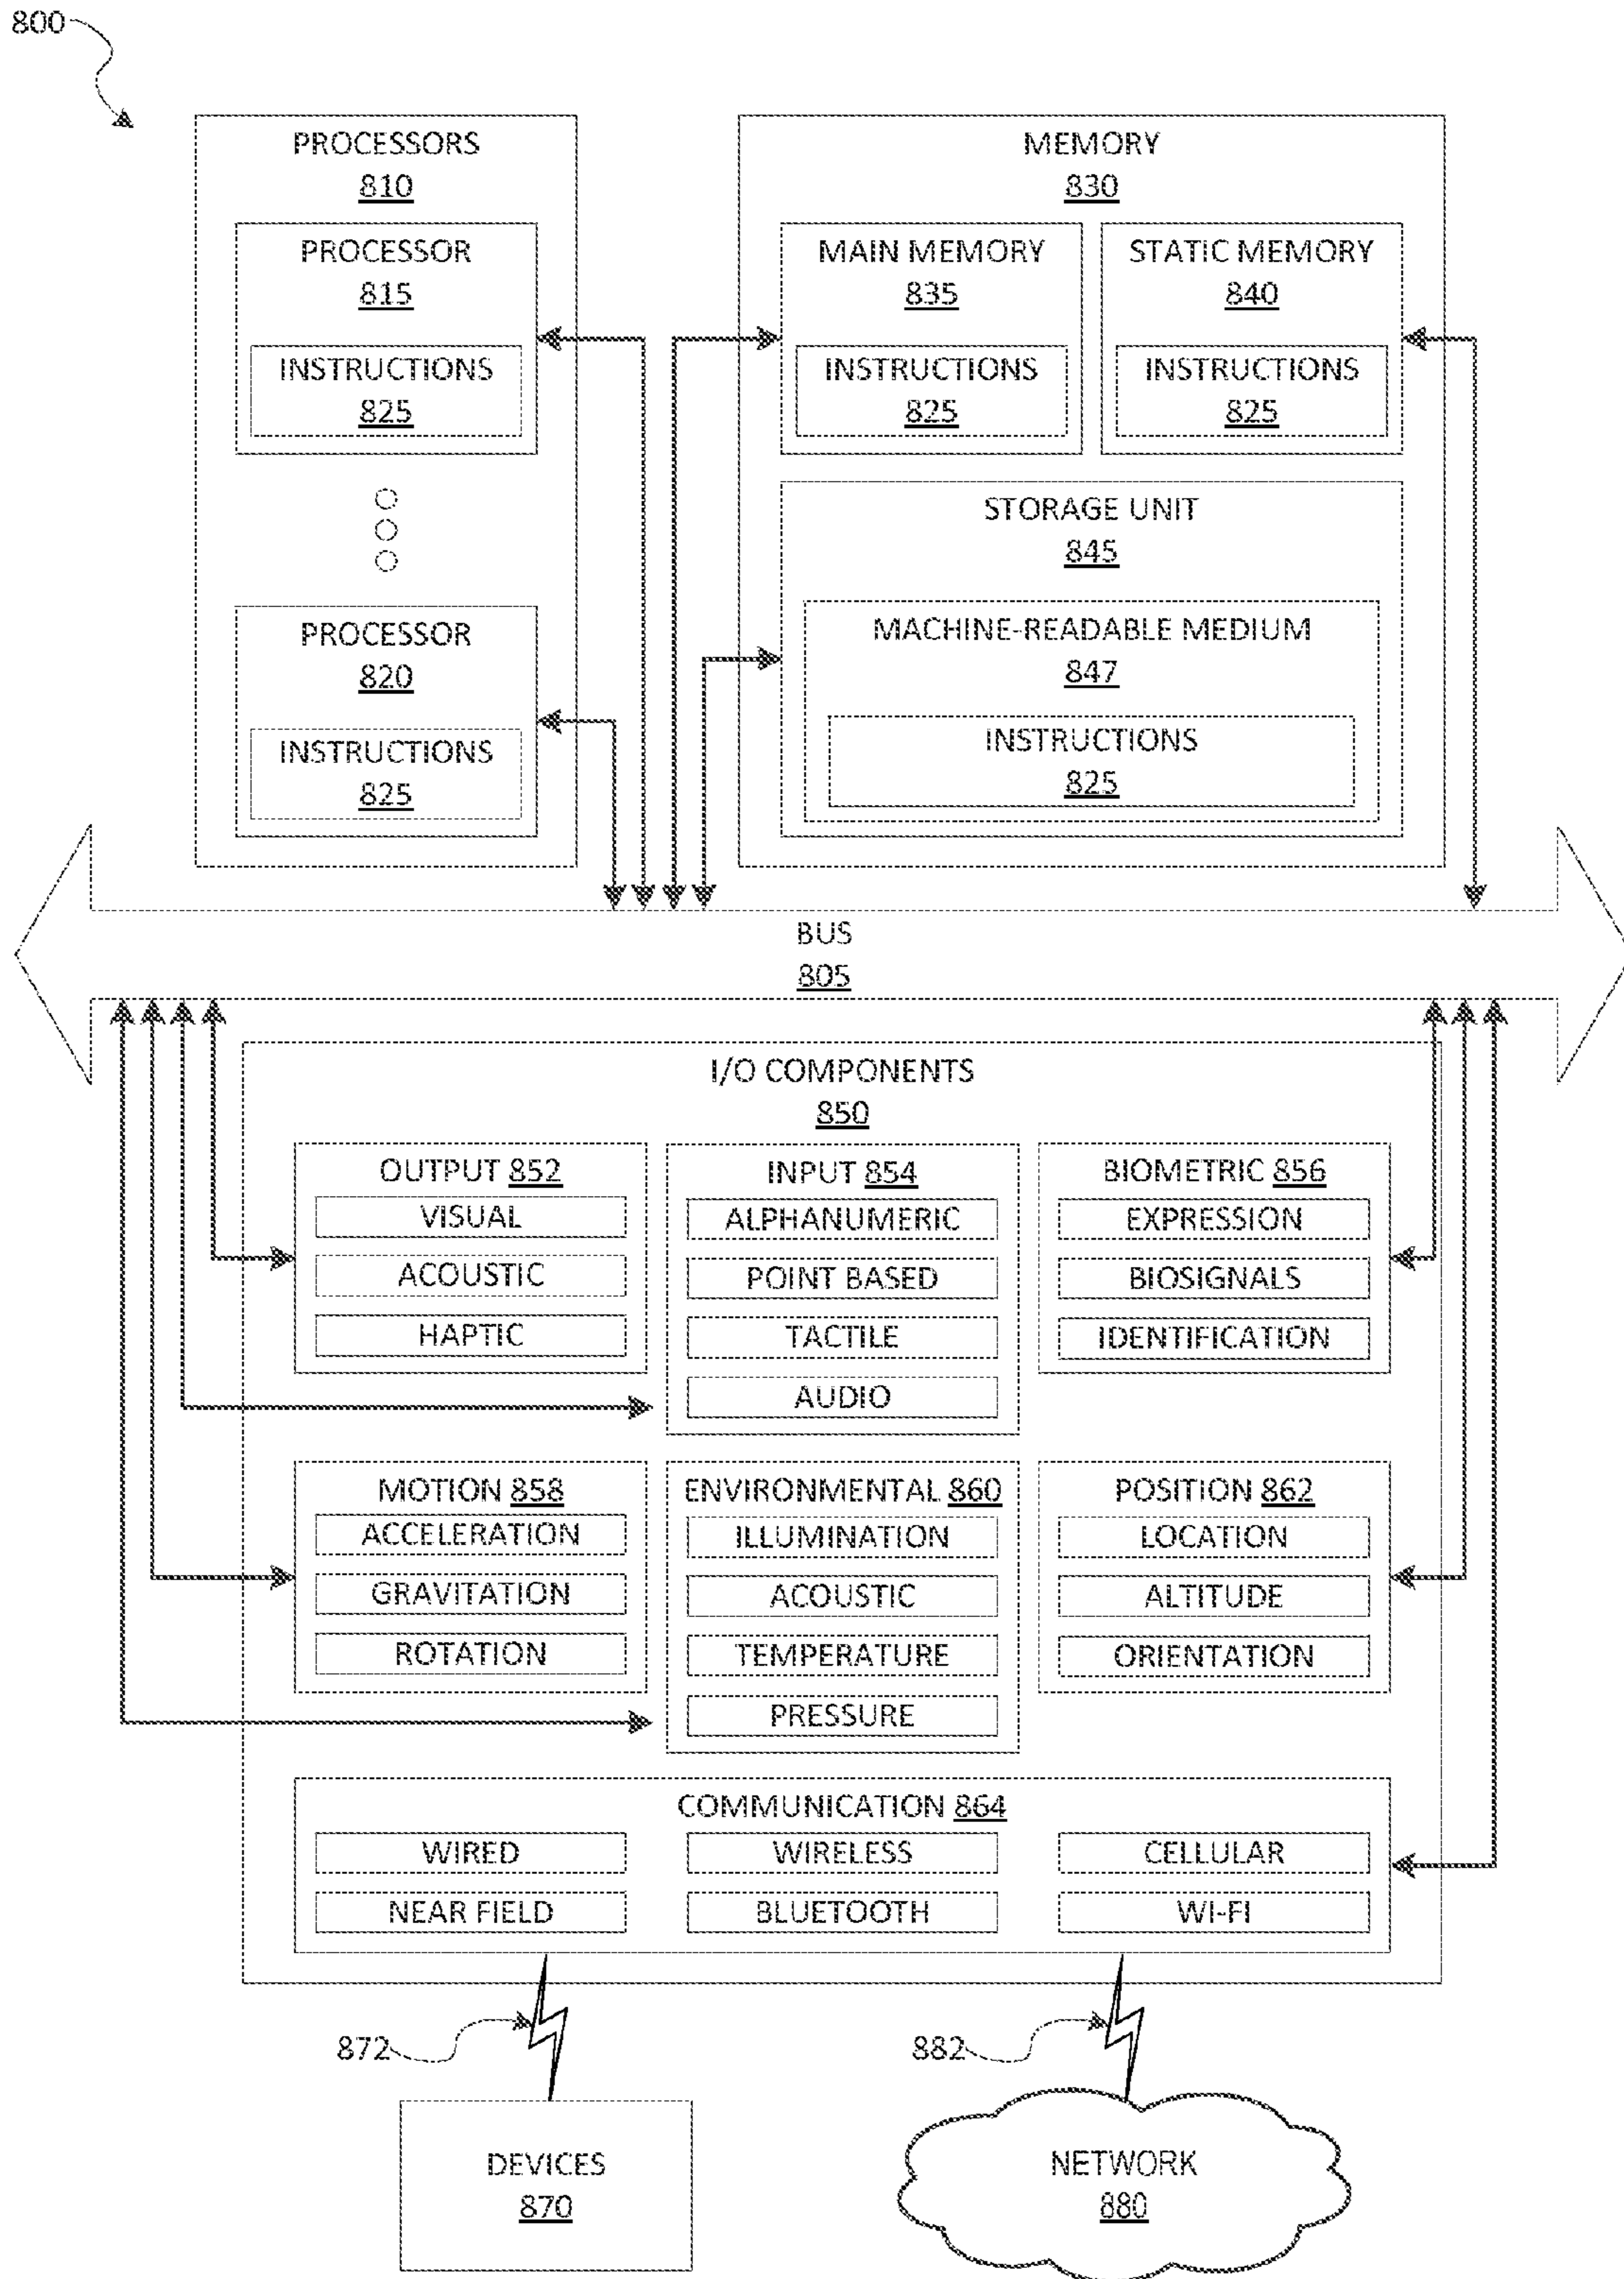 800
PROCESSORS
810
PROCESSOR
815
INSTRUCTIONS
825
PROCESSOR
820
INSTRUCTIONS
825
MEMORY
830
MAIN MEMORY
835
INSTRUCTIONS
825
STATIC MEMORY
840
INSTRUCTIONS
825
STORAGE UNIT
845
MACHINE-READABLE MEDIUM
847
INSTRUCTIONS
825
BUS
805
I/O COMPONENTS
850
OUTPUT 852
VISUAL
ACOUSTIC
HAPTIC
INPUT 854
ALPHANUMERIC
POINT BASED
TACTILE
AUDIO
BIOMETRIC 856
EXPRESSION
BIOSIGNALS
IDENTIFICATION
MOTION 858
ACCELERATION
GRAVITATION
ROTATION
ENVIRONMENTAL 860
ILLUMINATION
ACOUSTIC
TEMPERATURE
PRESSURE
POSITION 862
LOCATION
ALTITUDE
ORIENTATION
COMMUNICATION 864
WIRED
WIRELESS
CELLULAR
NEAR FIELD
BLUETOOTH
WI-FI
872
882
DEVICES
870
NETWORK
880